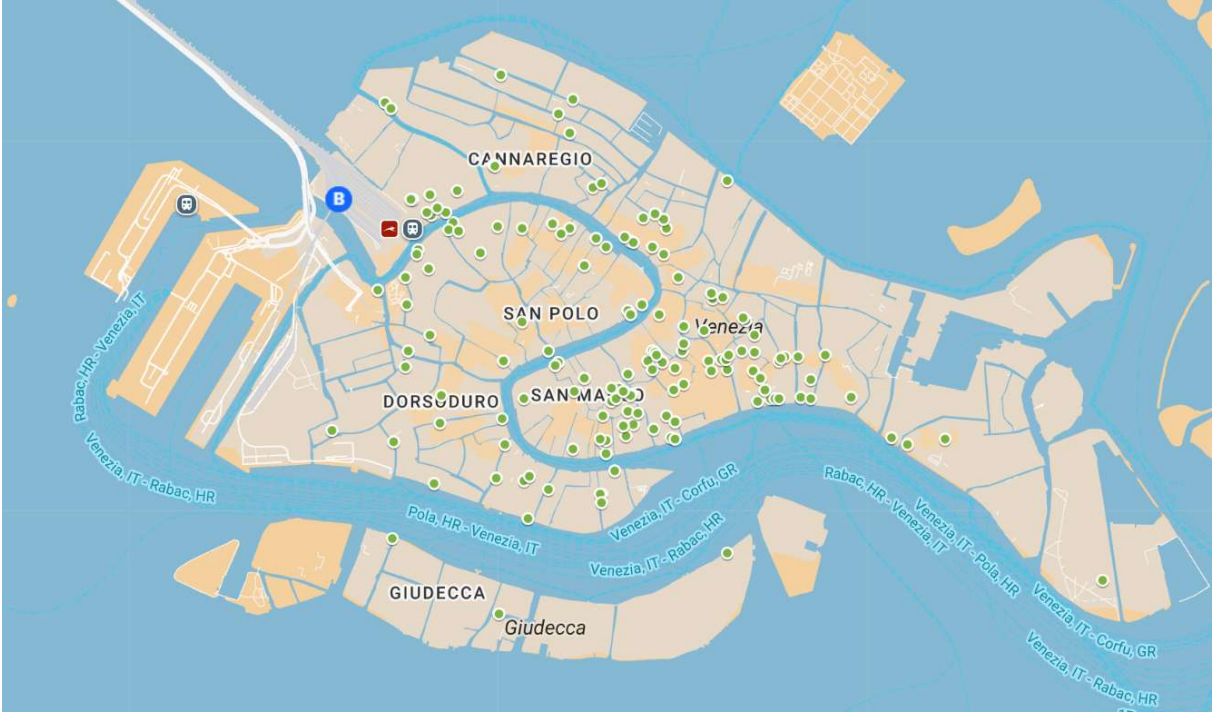 CANNAREGIO
B
SAN POLO
Venezia
Rabac, HR - Venezia, IT
DORSODURO
SAN MA
O
Venezia, IT - Rabac, HR
Pola, HR - Venezia, IT
Venezia, IT - Corfu, GR
Venezia, IT - Rabac, HR
Rabac, HR - Venezia, IT
Venezia, IT - Pola, HR
Venezia, IT - Corfu, GR
Venezia, IT - Rabac, HR
GIUDECCA
Giudecca